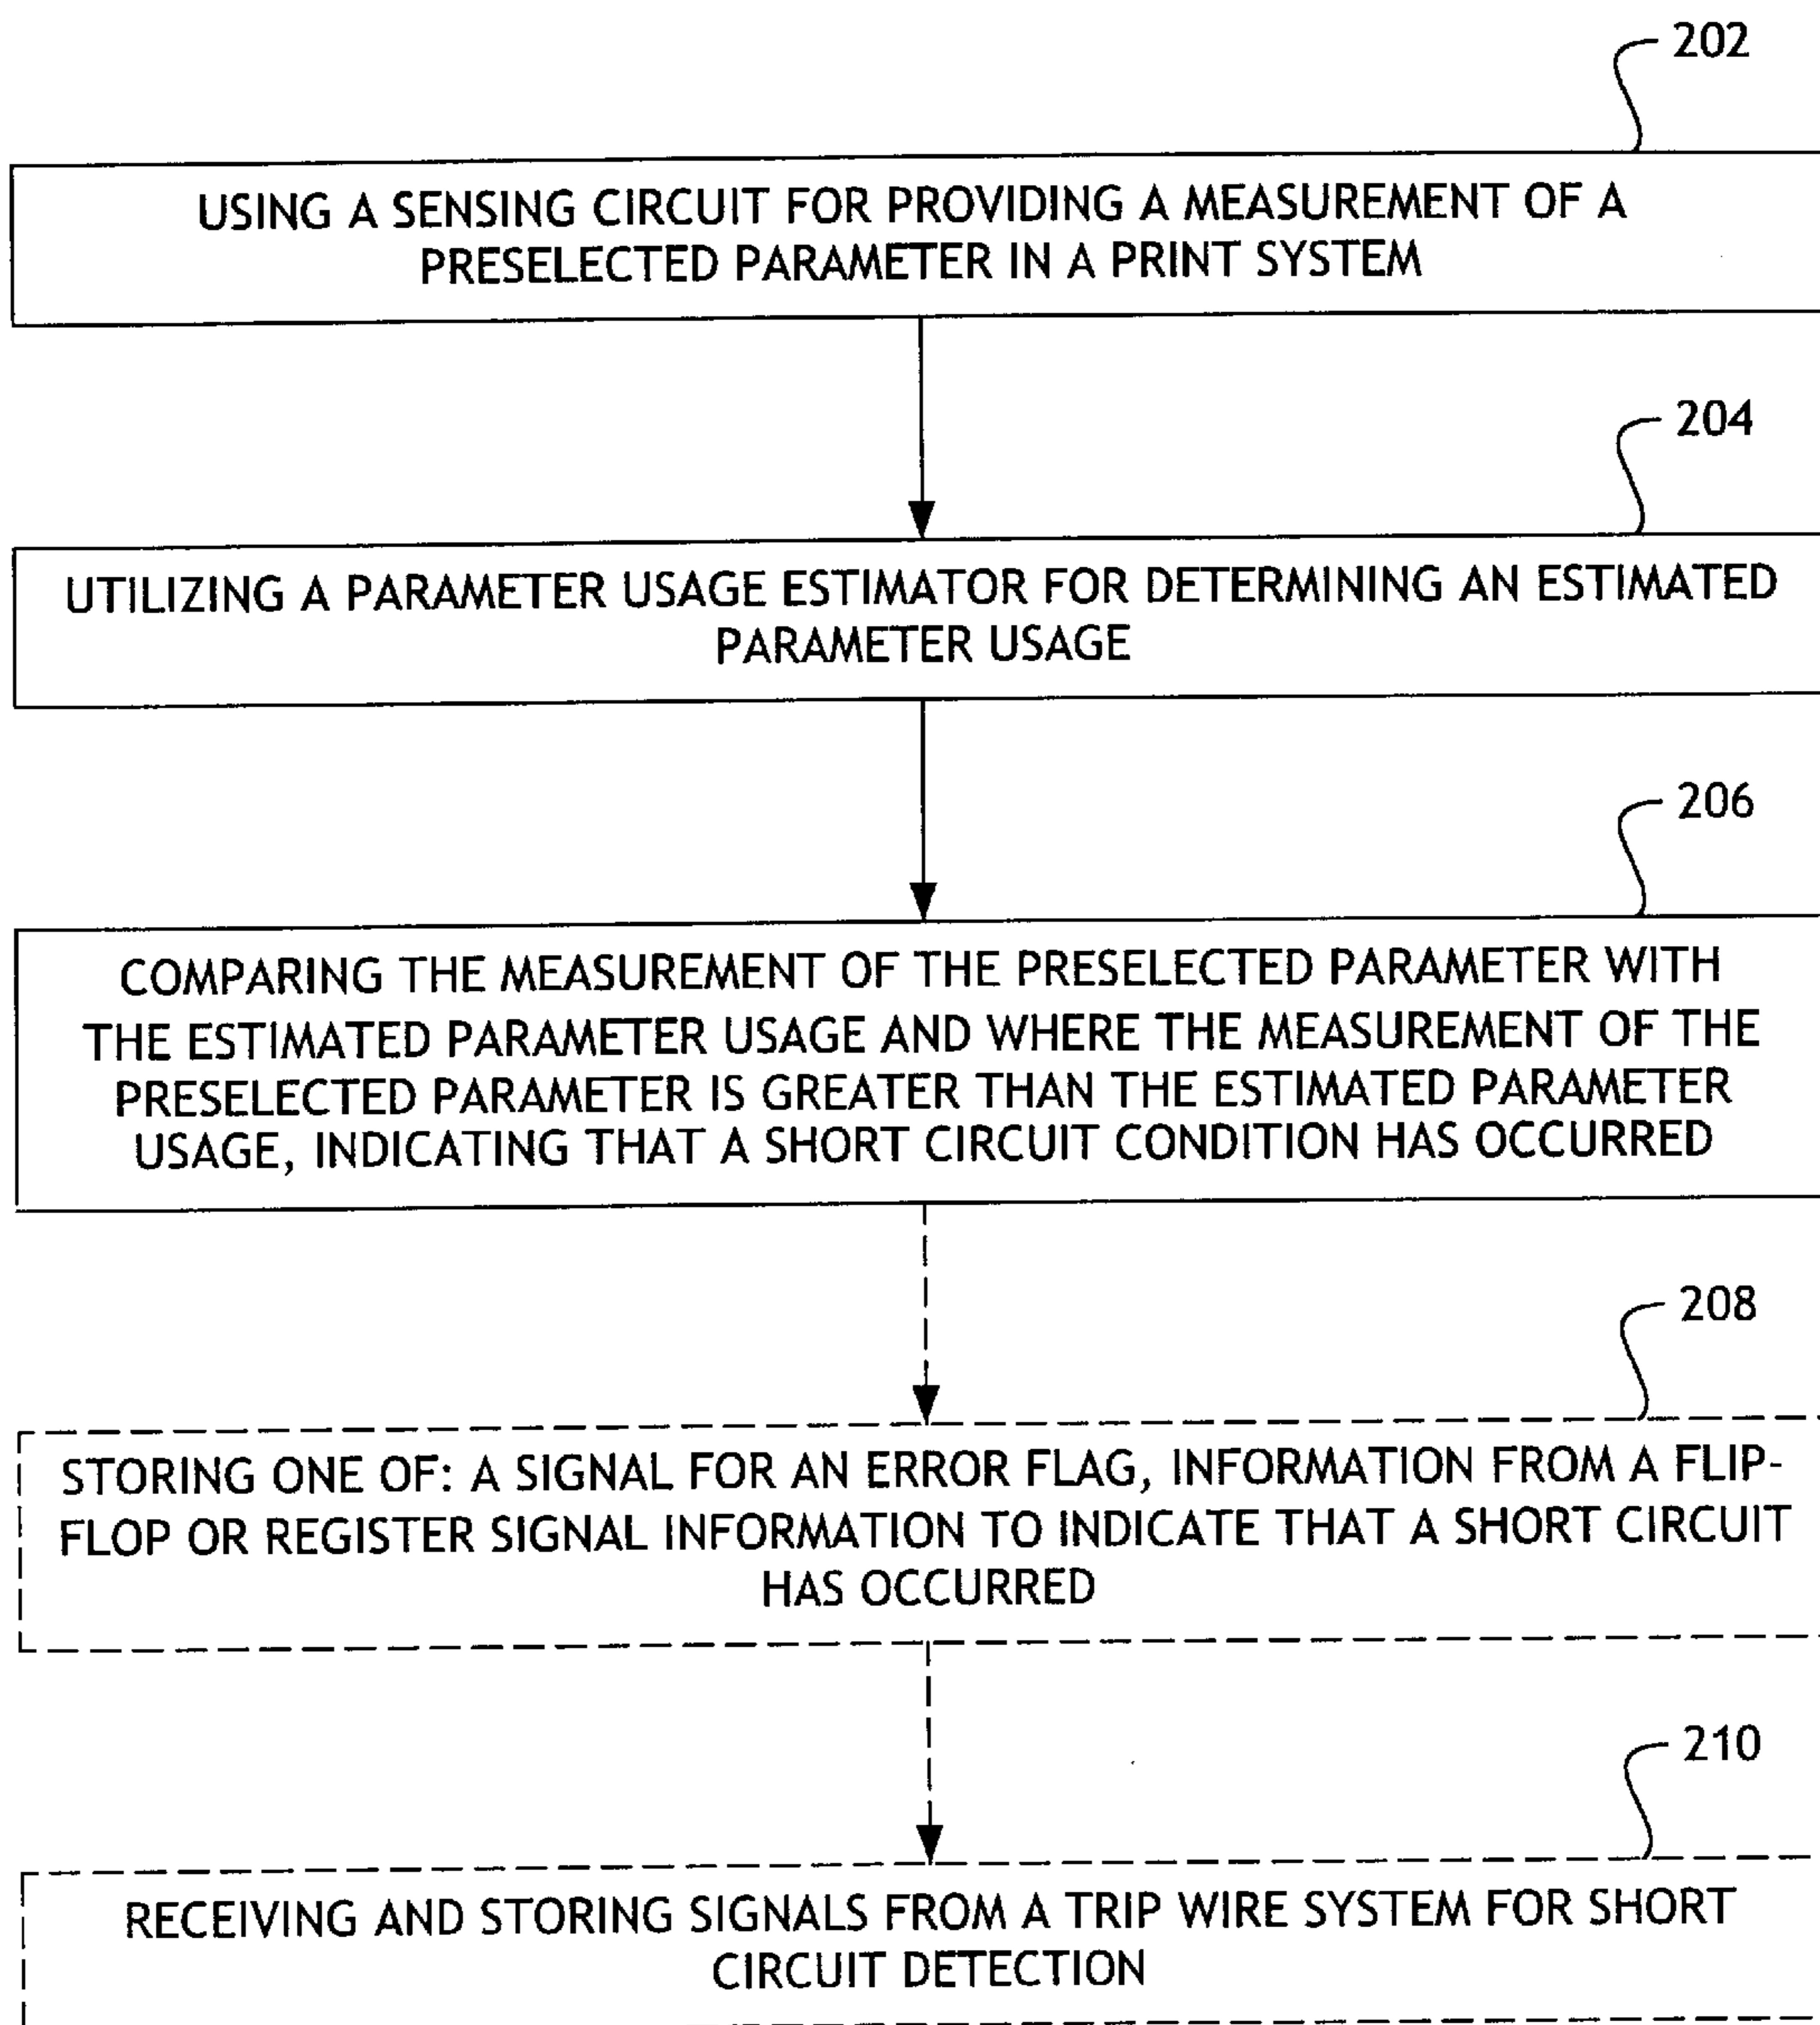 202
USING A SENSING CIRCUIT FOR PROVIDING A MEASUREMENT OF A
PRESELECTED PARAMETER IN A PRINT SYSTEM
204
UTILIZING A PARAMETER USAGE ESTIMATOR FOR DETERMINING AN ESTIMATED
PARAMETER USAGE
206
COMPARING THE MEASUREMENT OF THE PRESELECTED PARAMETER WITH
THE ESTIMATED PARAMETER USAGE AND WHERE THE MEASUREMENT OF THE
PRESELECTED PARAMETER IS GREATER THAN THE ESTIMATED PARAMETER
USAGE, INDICATING THAT A SHORT CIRCUIT CONDITION HAS OCCURRED
208
STORING ONE OF: A SIGNAL FOR AN ERROR FLAG, INFORMATION FROM A FLIP-
FLOP OR REGISTER SIGNAL INFORMATION TO INDICATE THAT A SHORT CIRCUIT
HAS OCCURRED
210
RECEIVING AND STORING SIGNALS FROM A TRIP WIRE SYSTEM FOR SHORT
CIRCUIT DETECTION